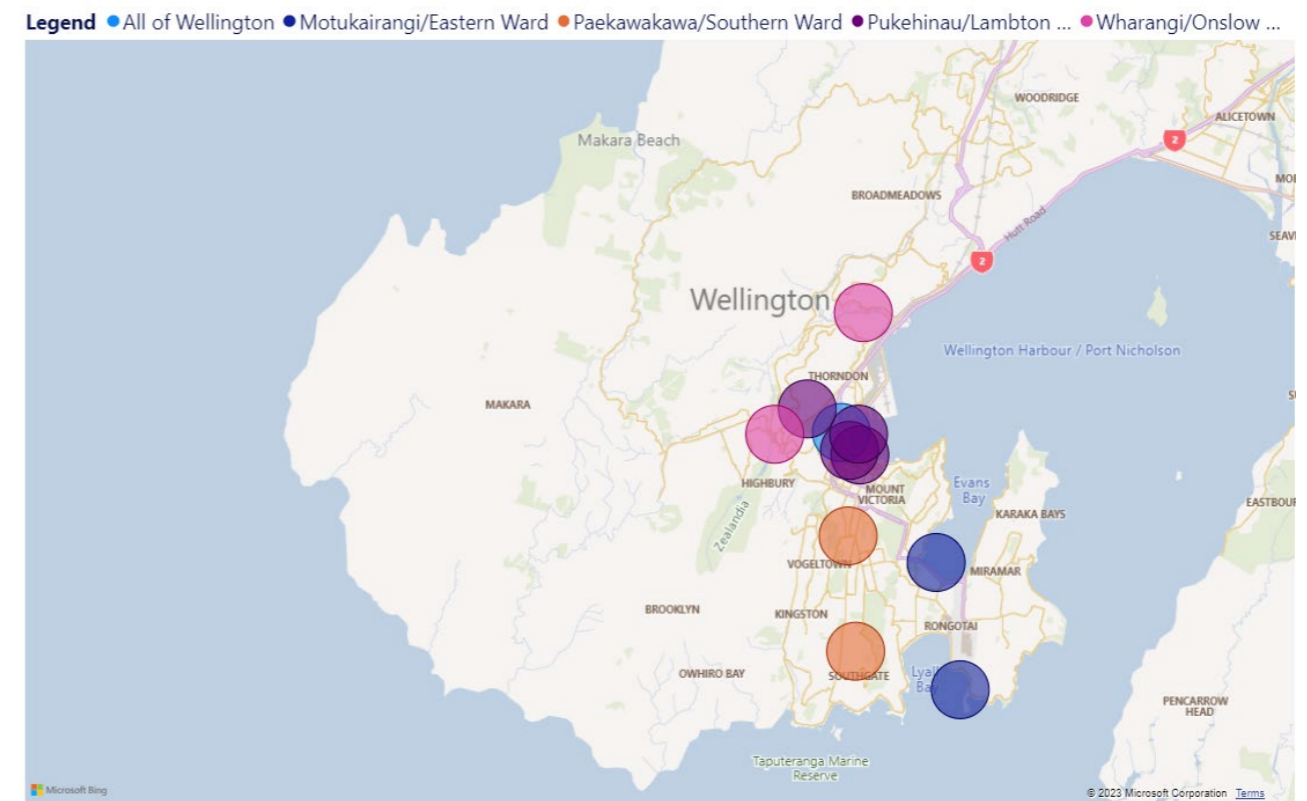 Legend All of Wellington Motukairangi/Eastern Ward Paekawakawa/Southern Ward Pukehinau/Lambton ... Wharangi/Onslow ...
WOODRIDGE
ALICETOWN
2
Makara Beach
BROADMEADOWS
Hutt Road
2
Wellington
Wellington Harbour / Port Nicholson
THORNDON
MAKARA
HIGHBURY
MOUNT
VICTORIA
Evans
Bay
KARAKA BAYS
Zealandia
VOGELTOWN
MIRAMAR
BROOKLYN
KINGSTON
RONGOTAI
OWHIRO BAY
SOUTHGATE
Lyall
Bay
PENCARROW
HEAD
Taputeranga Marine
Reserve
Microsoft Bing
© 2023 Microsoft Corporation Terms